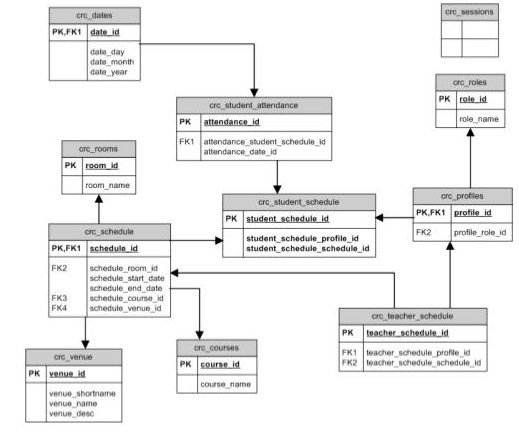 crc_dates
PK,FK1 date_id
date_day
date_month
date_year
crc_sessions
crc_roles
PK role_id
role_name
crc_student_attendance
PK attendance_id
FK1 attendance_student_schedule_id
attendance_date_id
crc_rooms
PK room_id
room_name
crc_student_schedule
PK student_schedule_id
student_schedule_profile_id
student_schedule_schedule_id
crc_profiles
PK,FK1 profile_id
FK2 profile_role_id
crc_schedule
PK,FK1 schedule_id
FK2 schedule_room_id
schedule_start_date
schedule_end_date
FK3 schedule_course_id
FK4 schedule_venue_id
crc_teacher_schedule
PK teacher_schedule_id
FK1 teacher_schedule_profile_id
FK2 teacher_schedule_schedule_id
crc_venue
PK venue_id
venue_shortname
venue_name
venue_desc
crc_courses
PK course_id
course_name